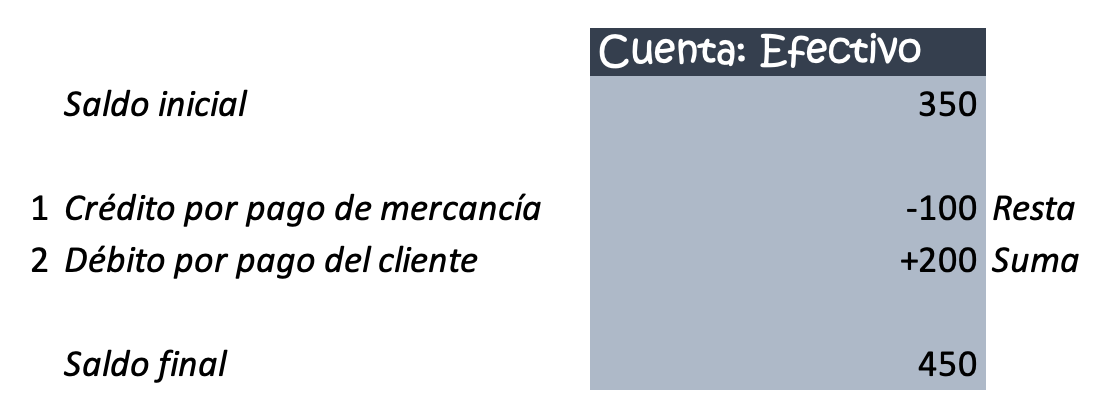 Cuenta: Efectivo
Saldo inicial 350
1 Crédito por pago de mercancía -100 Resta
2 Débito por pago del cliente +200 Suma
Saldo final 450